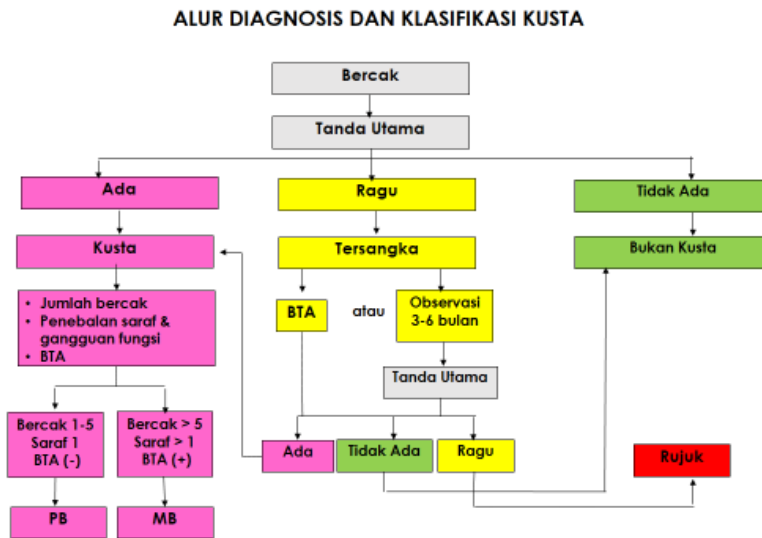 ALUR DIAGNOSIS DAN KLASIFIKASI KUSTA
Bercak
Tanda Utama
Ada
Ragu
Tidak Ada
Kusta
Tersangka
Bukan Kusta
• Jumlah bercak
• Penebalan saraf &
gangguan fungsi
• BTA
BTA
atau
Observasi
3-6 bulan
Tanda Utama
Bercak 1-5
Saraf 1
BTA (-)
Bercak > 5
Saraf > 1
BTA (+)
Ada
Tidak Ada
Ragu
Rujuk
PB
MB